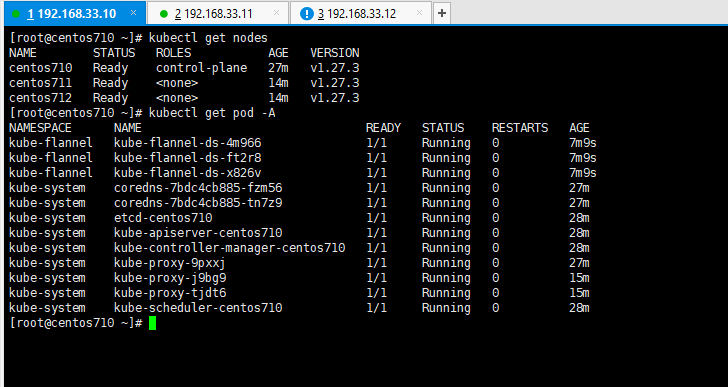 1 192.168.33.10 × 2 192.168.33.11 × 3 192.168.33.12 × +
[root@centos710 ~]# kubectl get nodes
NAME STATUS ROLES AGE VERSION
centos710 Ready control-plane 27m v1.27.3
centos711 Ready <none> 14m v1.27.3
centos712 Ready <none> 14m v1.27.3
[root@centos710 ~]# kubectl get pod -A
NAMESPACE NAME READY STATUS RESTARTS AGE
kube-flannel kube-flannel-ds-4m966 1/1 Running 0 7m9s
kube-flannel kube-flannel-ds-ft2r8 1/1 Running 0 7m9s
kube-flannel kube-flannel-ds-x826v 1/1 Running 0 7m9s
kube-system coredns-7bdc4cb885-fzm56 1/1 Running 0 27m
kube-system coredns-7bdc4cb885-tn7z9 1/1 Running 0 27m
kube-system etcd-centos710 1/1 Running 0 28m
kube-system kube-apiserver-centos710 1/1 Running 0 28m
kube-system kube-controller-manager-centos710 1/1 Running 0 28m
kube-system kube-proxy-9pxxj 1/1 Running 0 27m
kube-system kube-proxy-j9bg9 1/1 Running 0 15m
kube-system kube-proxy-tjdt6 1/1 Running 0 15m
kube-system kube-scheduler-centos710 1/1 Running 0 28m
[root@centos710 ~]#